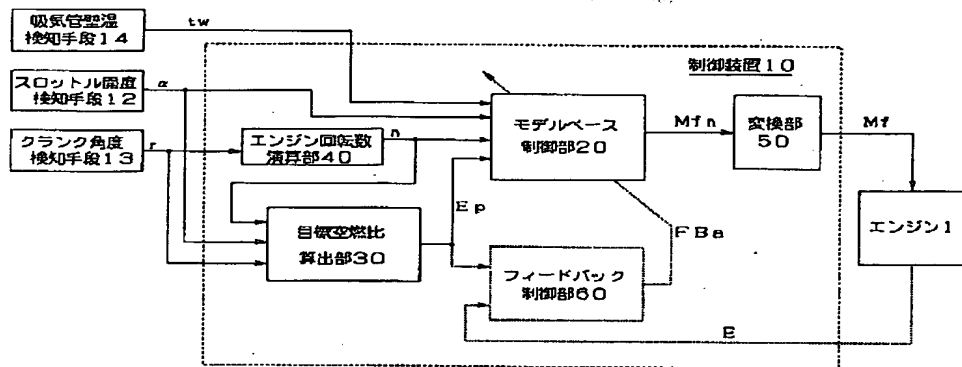 吸気管壁温
検知手段14
tw
スロットル開度
検知手段12
α
クランク角度
検知手段13
r
制御装置10
エンジン回転数
演算部40
n
モデルベース
制御部20
Mfn
変換部
50
Mf
エンジン1
目標空燃比
算出部30
Ep
フィードバック
制御部60
FBa
E